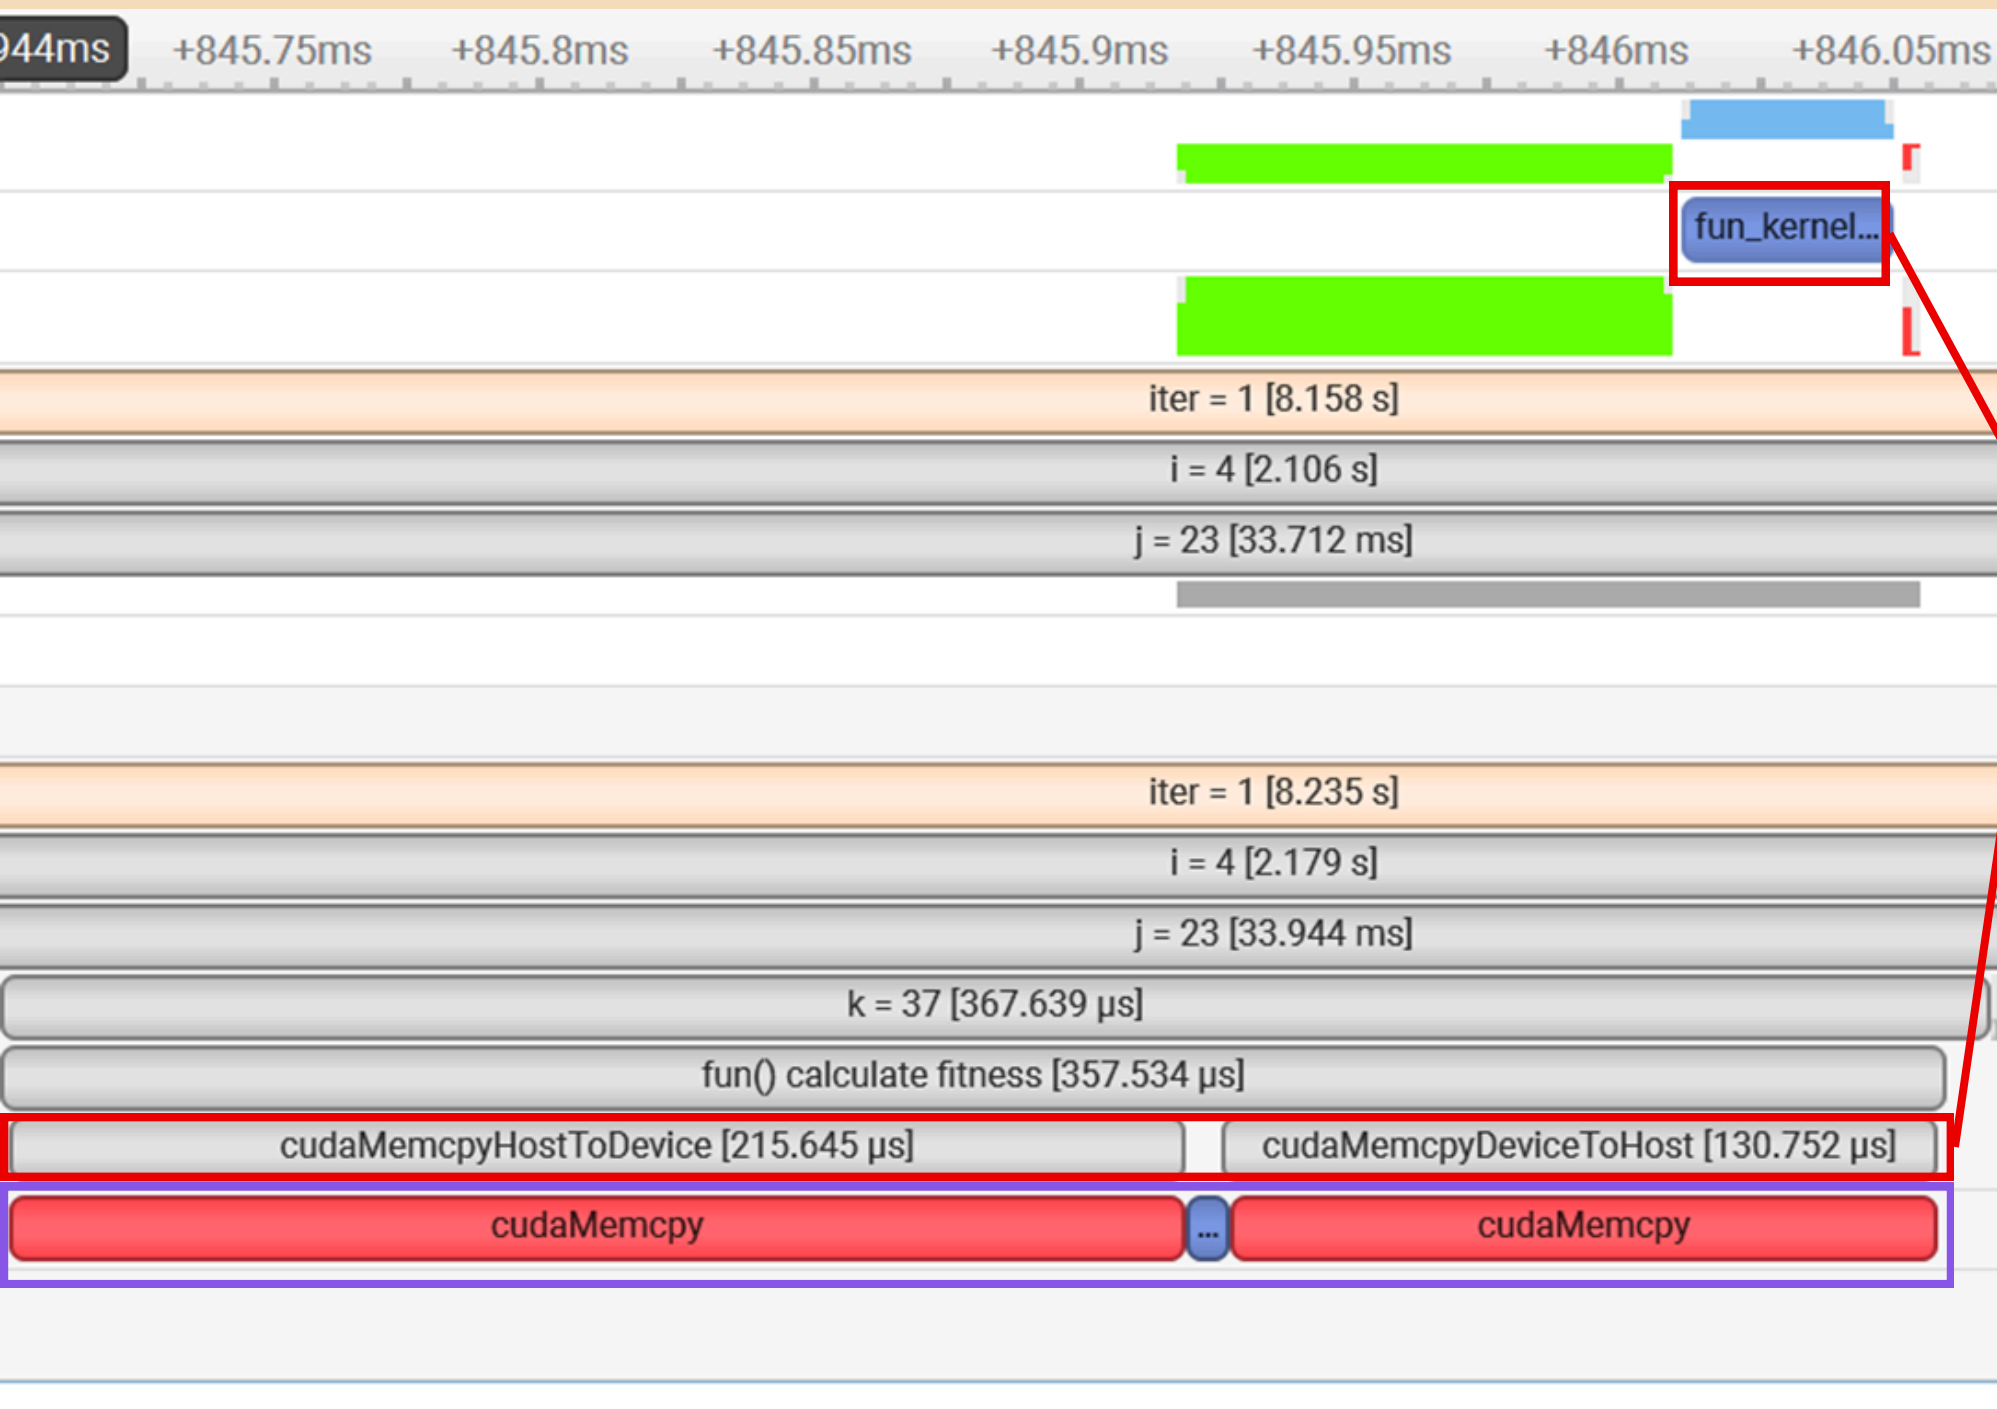 944ms +845.75ms +845.8ms +845.85ms +845.9ms +845.95ms +846ms +846.05ms
fun_kernel...
iter = 1 [8.158 s]
i = 4 [2.106 s]
j = 23 [33.712 ms]
iter = 1 [8.235 s]
i = 4 [2.179 s]
j = 23 [33.944 ms]
k = 37 [367.639 μs]
fun() calculate fitness [357.534 μs]
cudaMemcpyHostToDevice [215.645 μs] cudaMemcpyDeviceToHost [130.752 μs]
cudaMemcpy ... cudaMemcpy